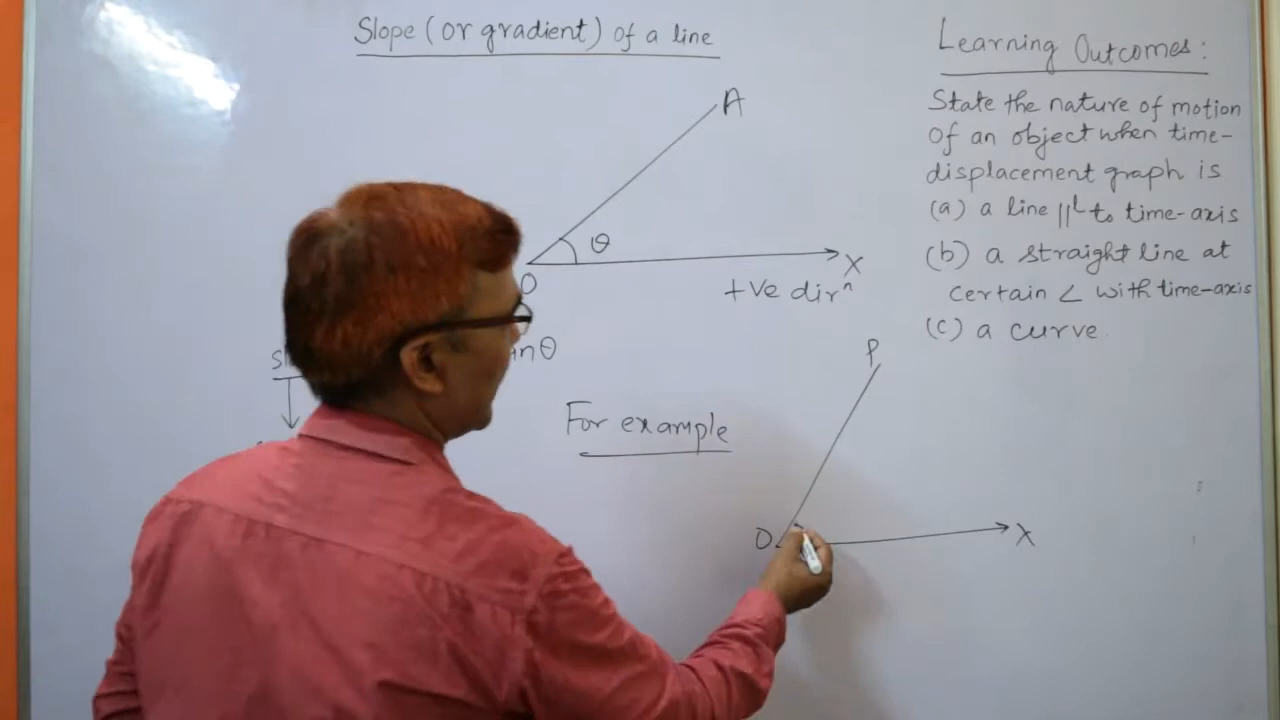 Slope (or gradient) of a line
A
θ
O
X
+ve dirⁿ
θ
For example
P
O
X
Learning Outcomes:
State the nature of motion
Of an object when time-
displacement graph is
(a) a line ||ᴸ to time-axis
(b) a straight line at
certain ∠ with time-axis
(c) a curve